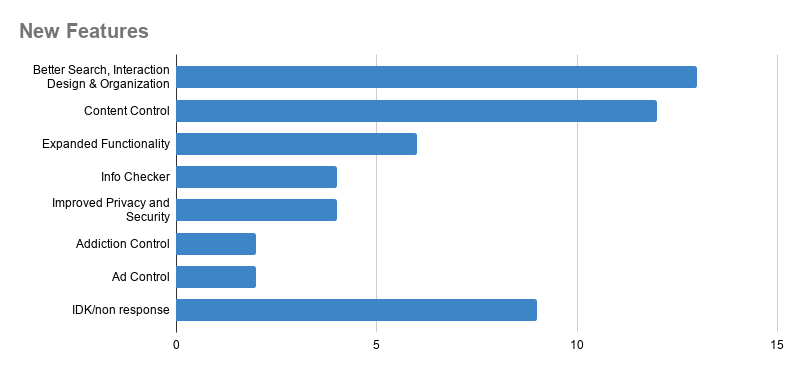 New Features
Better Search, Interaction
Design & Organization
Content Control
Expanded Functionality
Info Checker
Improved Privacy and
Security
Addiction Control
Ad Control
IDK/non response
0
5
10
15